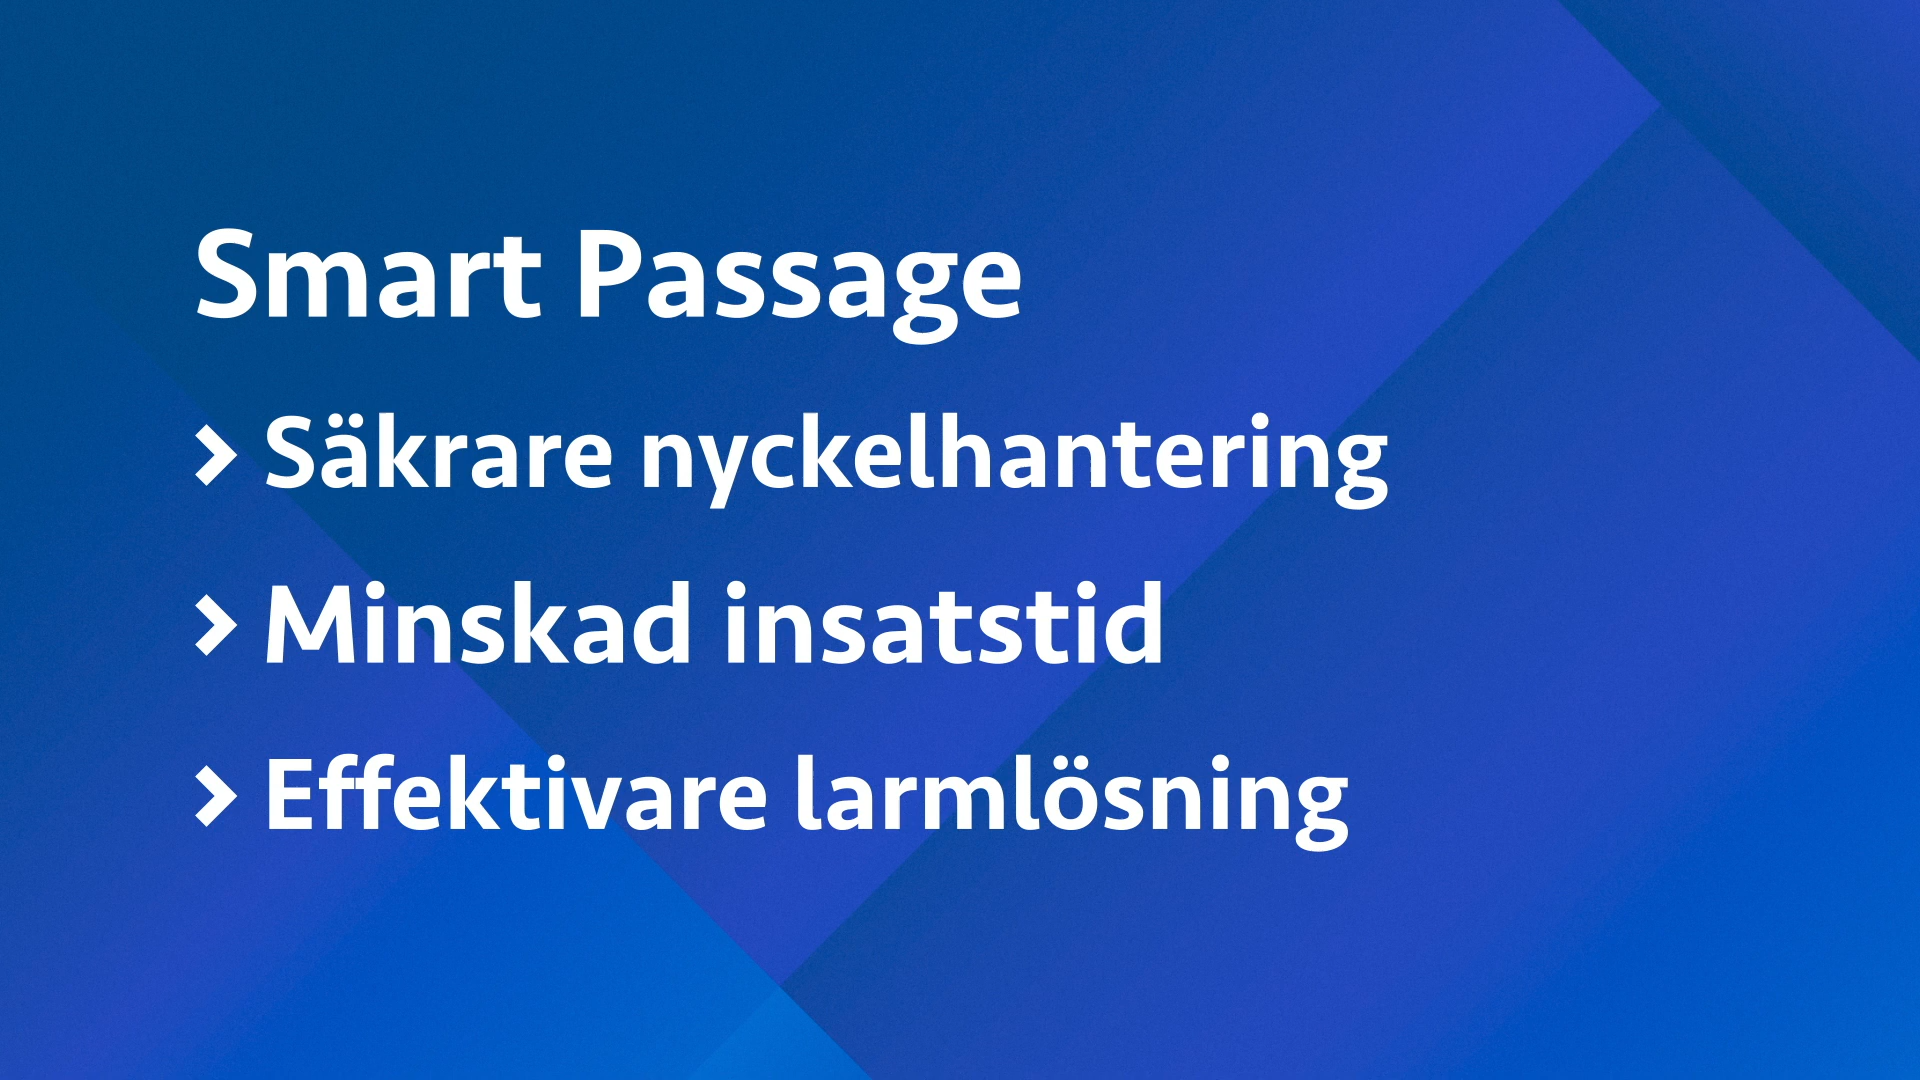 Smart Passage
> Säkrare nyckelhantering
> Minskad insatstid
> Effektivare larmlösning